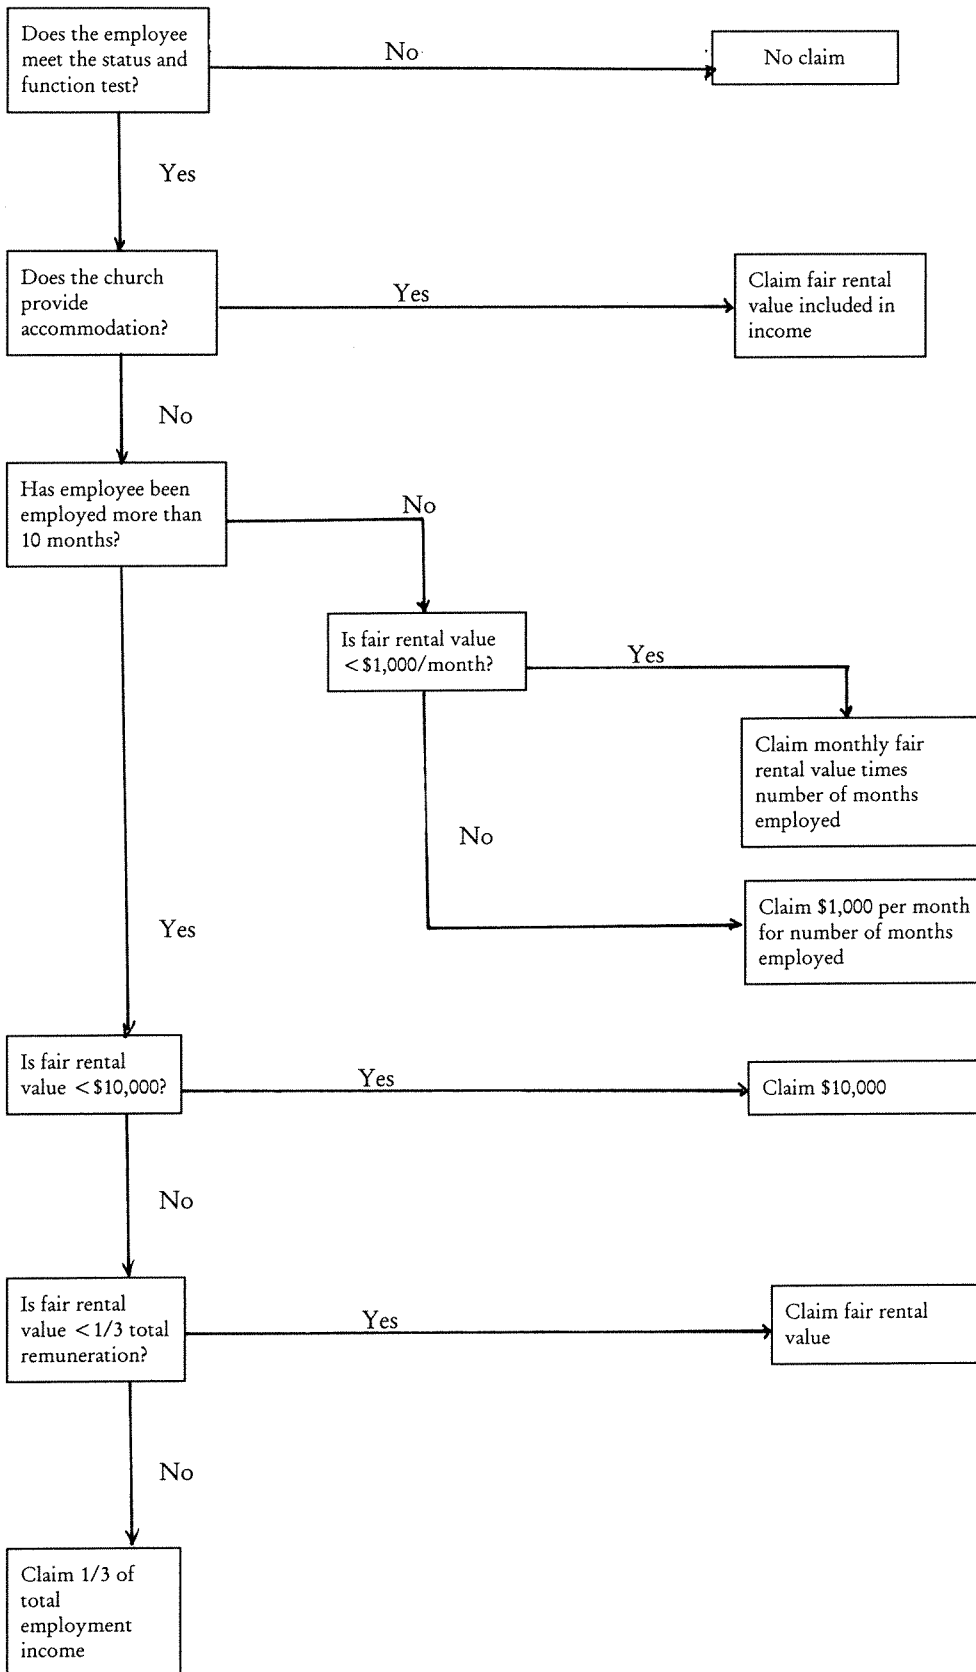 Does the employee
meet the status and
function test?
No
No claim
Yes
Does the church
provide
accommodation?
Yes
Claim fair rental
value included in
income
No
Has employee been
employed more than
10 months?
No
Is fair rental value
<$1,000/month?
Yes
Claim monthly fair
rental value times
number of months
employed
No
Claim $1,000 per month
for number of months
employed
Yes
Is fair rental
value <$10,000?
Yes
Claim $10,000
No
Is fair rental
value <1/3 total
remuneration?
Yes
Claim fair rental
value
No
Claim 1/3 of
total
employment
income